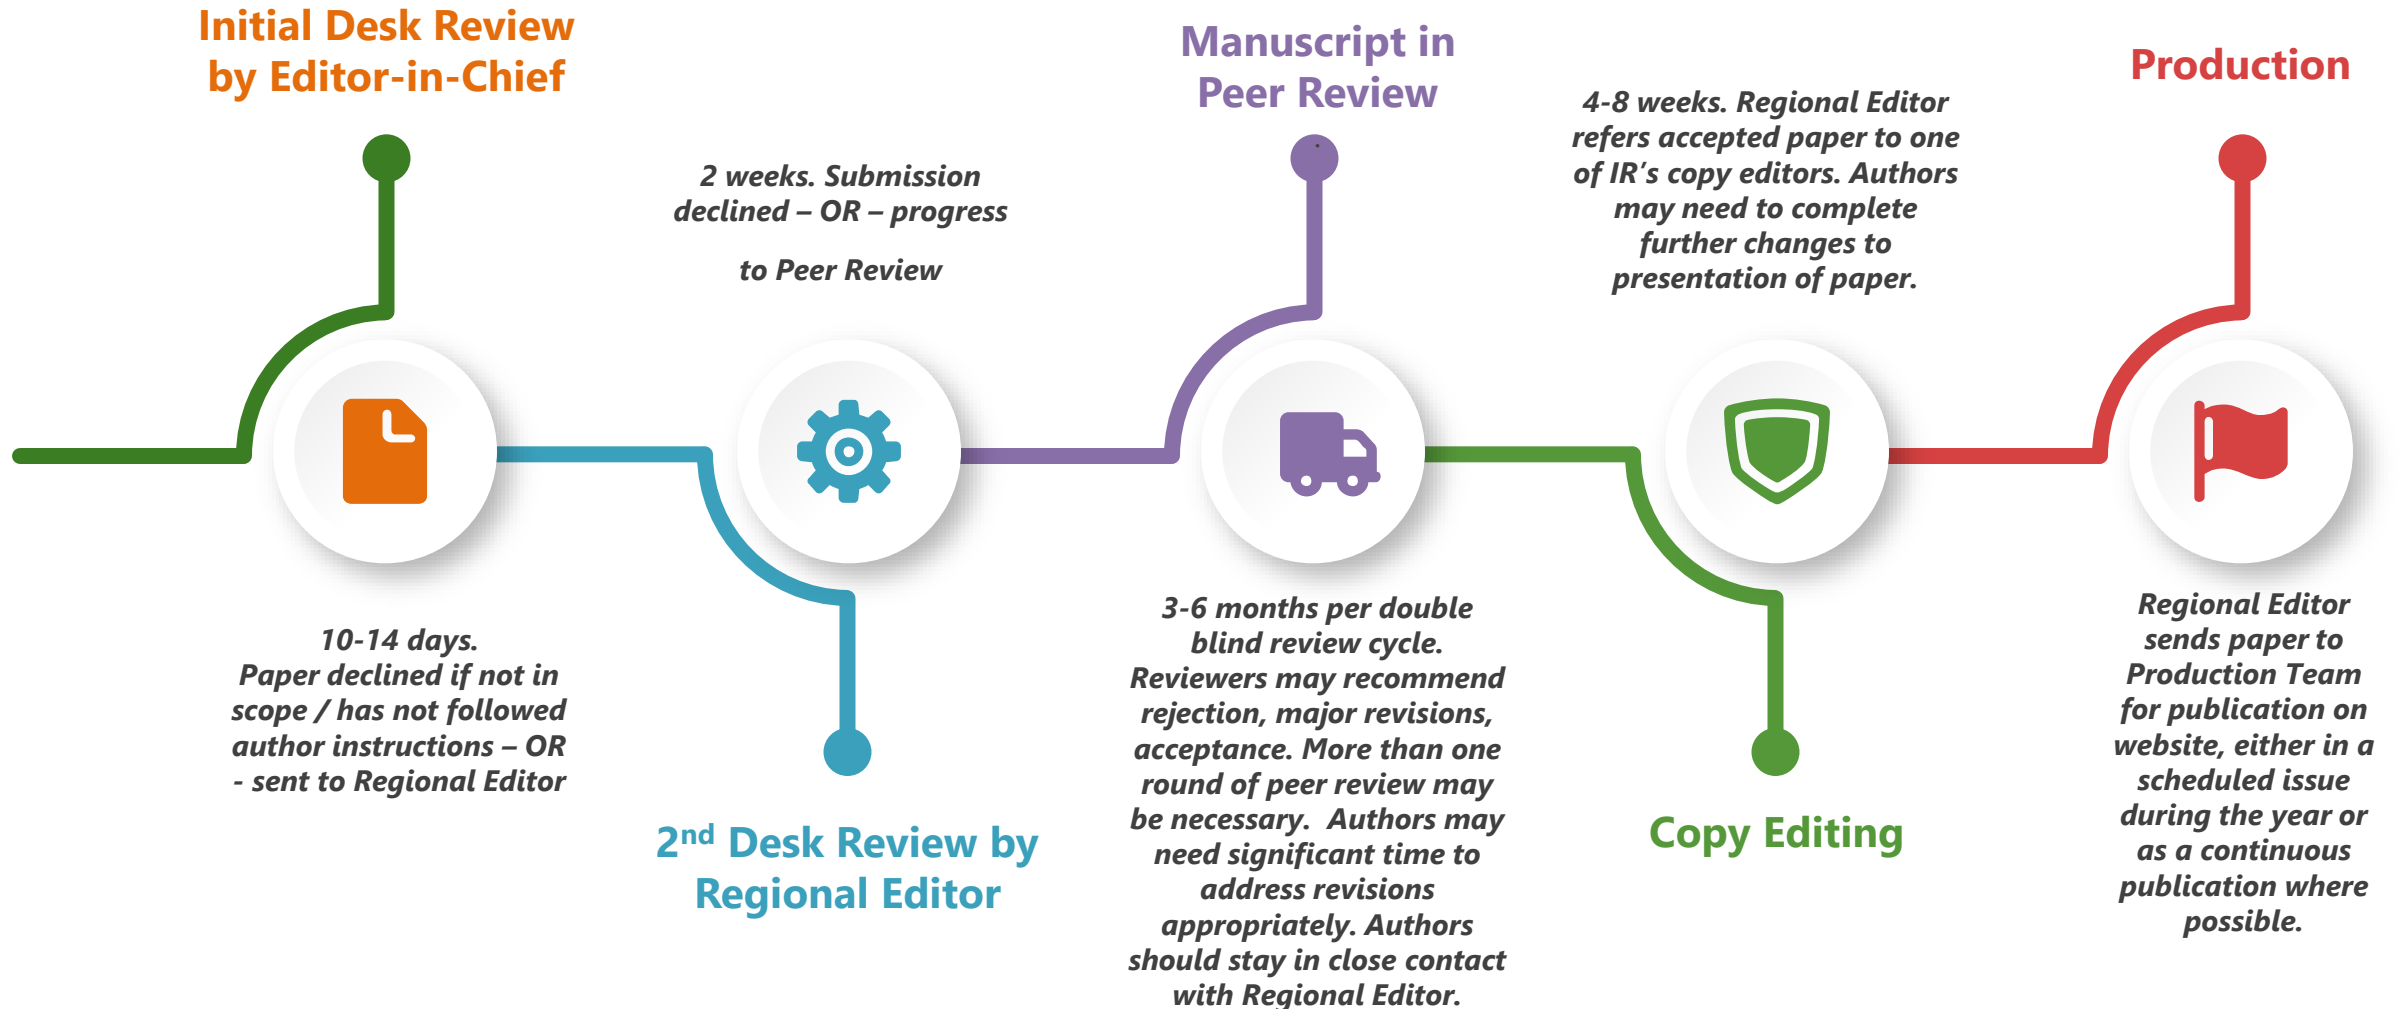 Initial Desk Review
by Editor-in-Chief
10-14 days.
Paper declined if not in
scope / has not followed
author instructions – OR
- sent to Regional Editor
2 weeks. Submission
declined – OR – progress
to Peer Review
2nd Desk Review by
Regional Editor
Manuscript in
Peer Review
3-6 months per double
blind review cycle.
Reviewers may recommend
rejection, major revisions,
acceptance. More than one
round of peer review may
be necessary.  Authors may
need significant time to
address revisions
appropriately. Authors
should stay in close contact
with Regional Editor.
4-8 weeks. Regional Editor
refers accepted paper to one
of IR’s copy editors. Authors
may need to complete
further changes to
presentation of paper.
Copy Editing
Production
Regional Editor
sends paper to
Production Team
for publication on
website, either in a
scheduled issue
during the year or
as a continuous
publication where
possible.